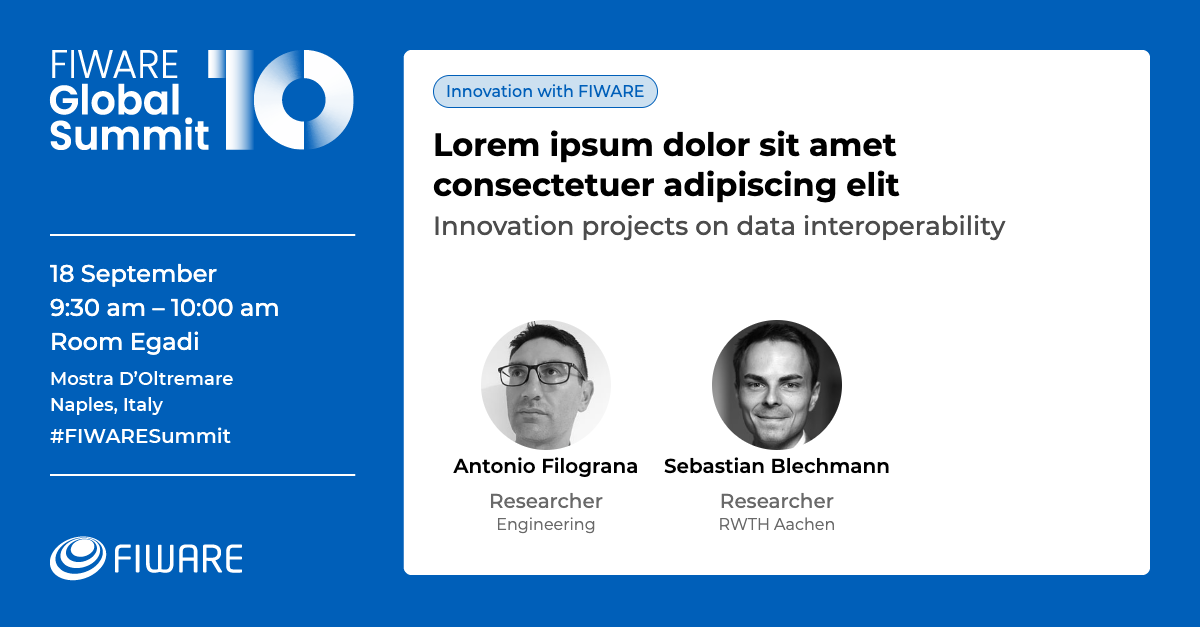 FIWARE
Global
Summit
10
18 September
9:30 am – 10:00 am
Room Egadi
Mostra D’Oltremare
Naples, Italy
#FIWARESummit
FIWARE
Innovation with FIWARE
Lorem ipsum dolor sit amet
consectetuer adipiscing elit
Innovation projects on data interoperability
Antonio Filograna
Researcher
Engineering
Sebastian Blechmann
Researcher
RWTH Aachen